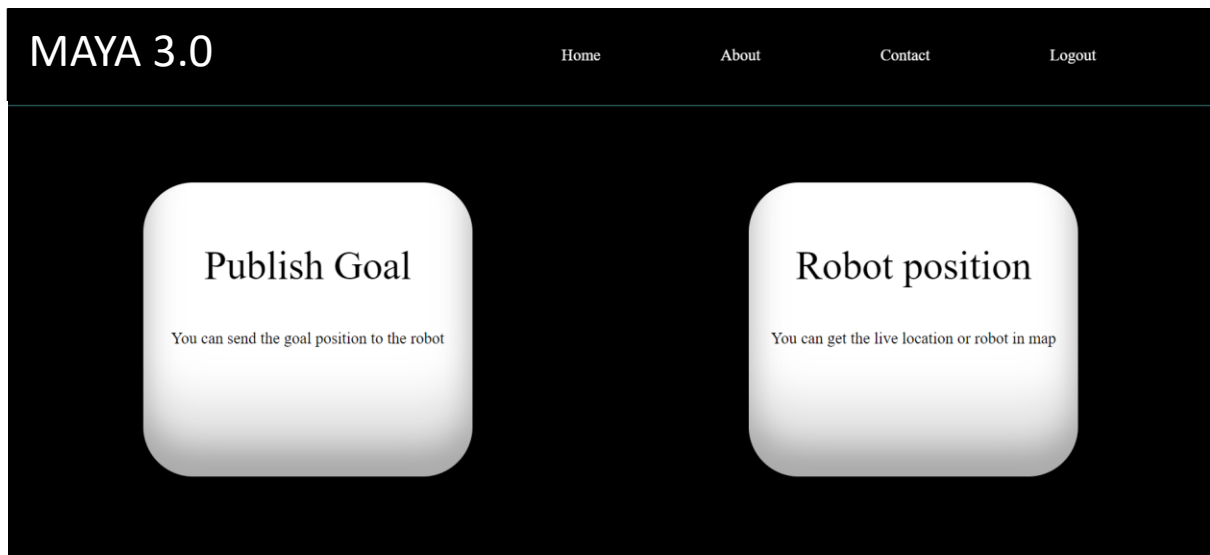 MAYA 3.0
Home About Contact Logout
Publish Goal
You can send the goal position to the robot
Robot position
You can get the live location or robot in map